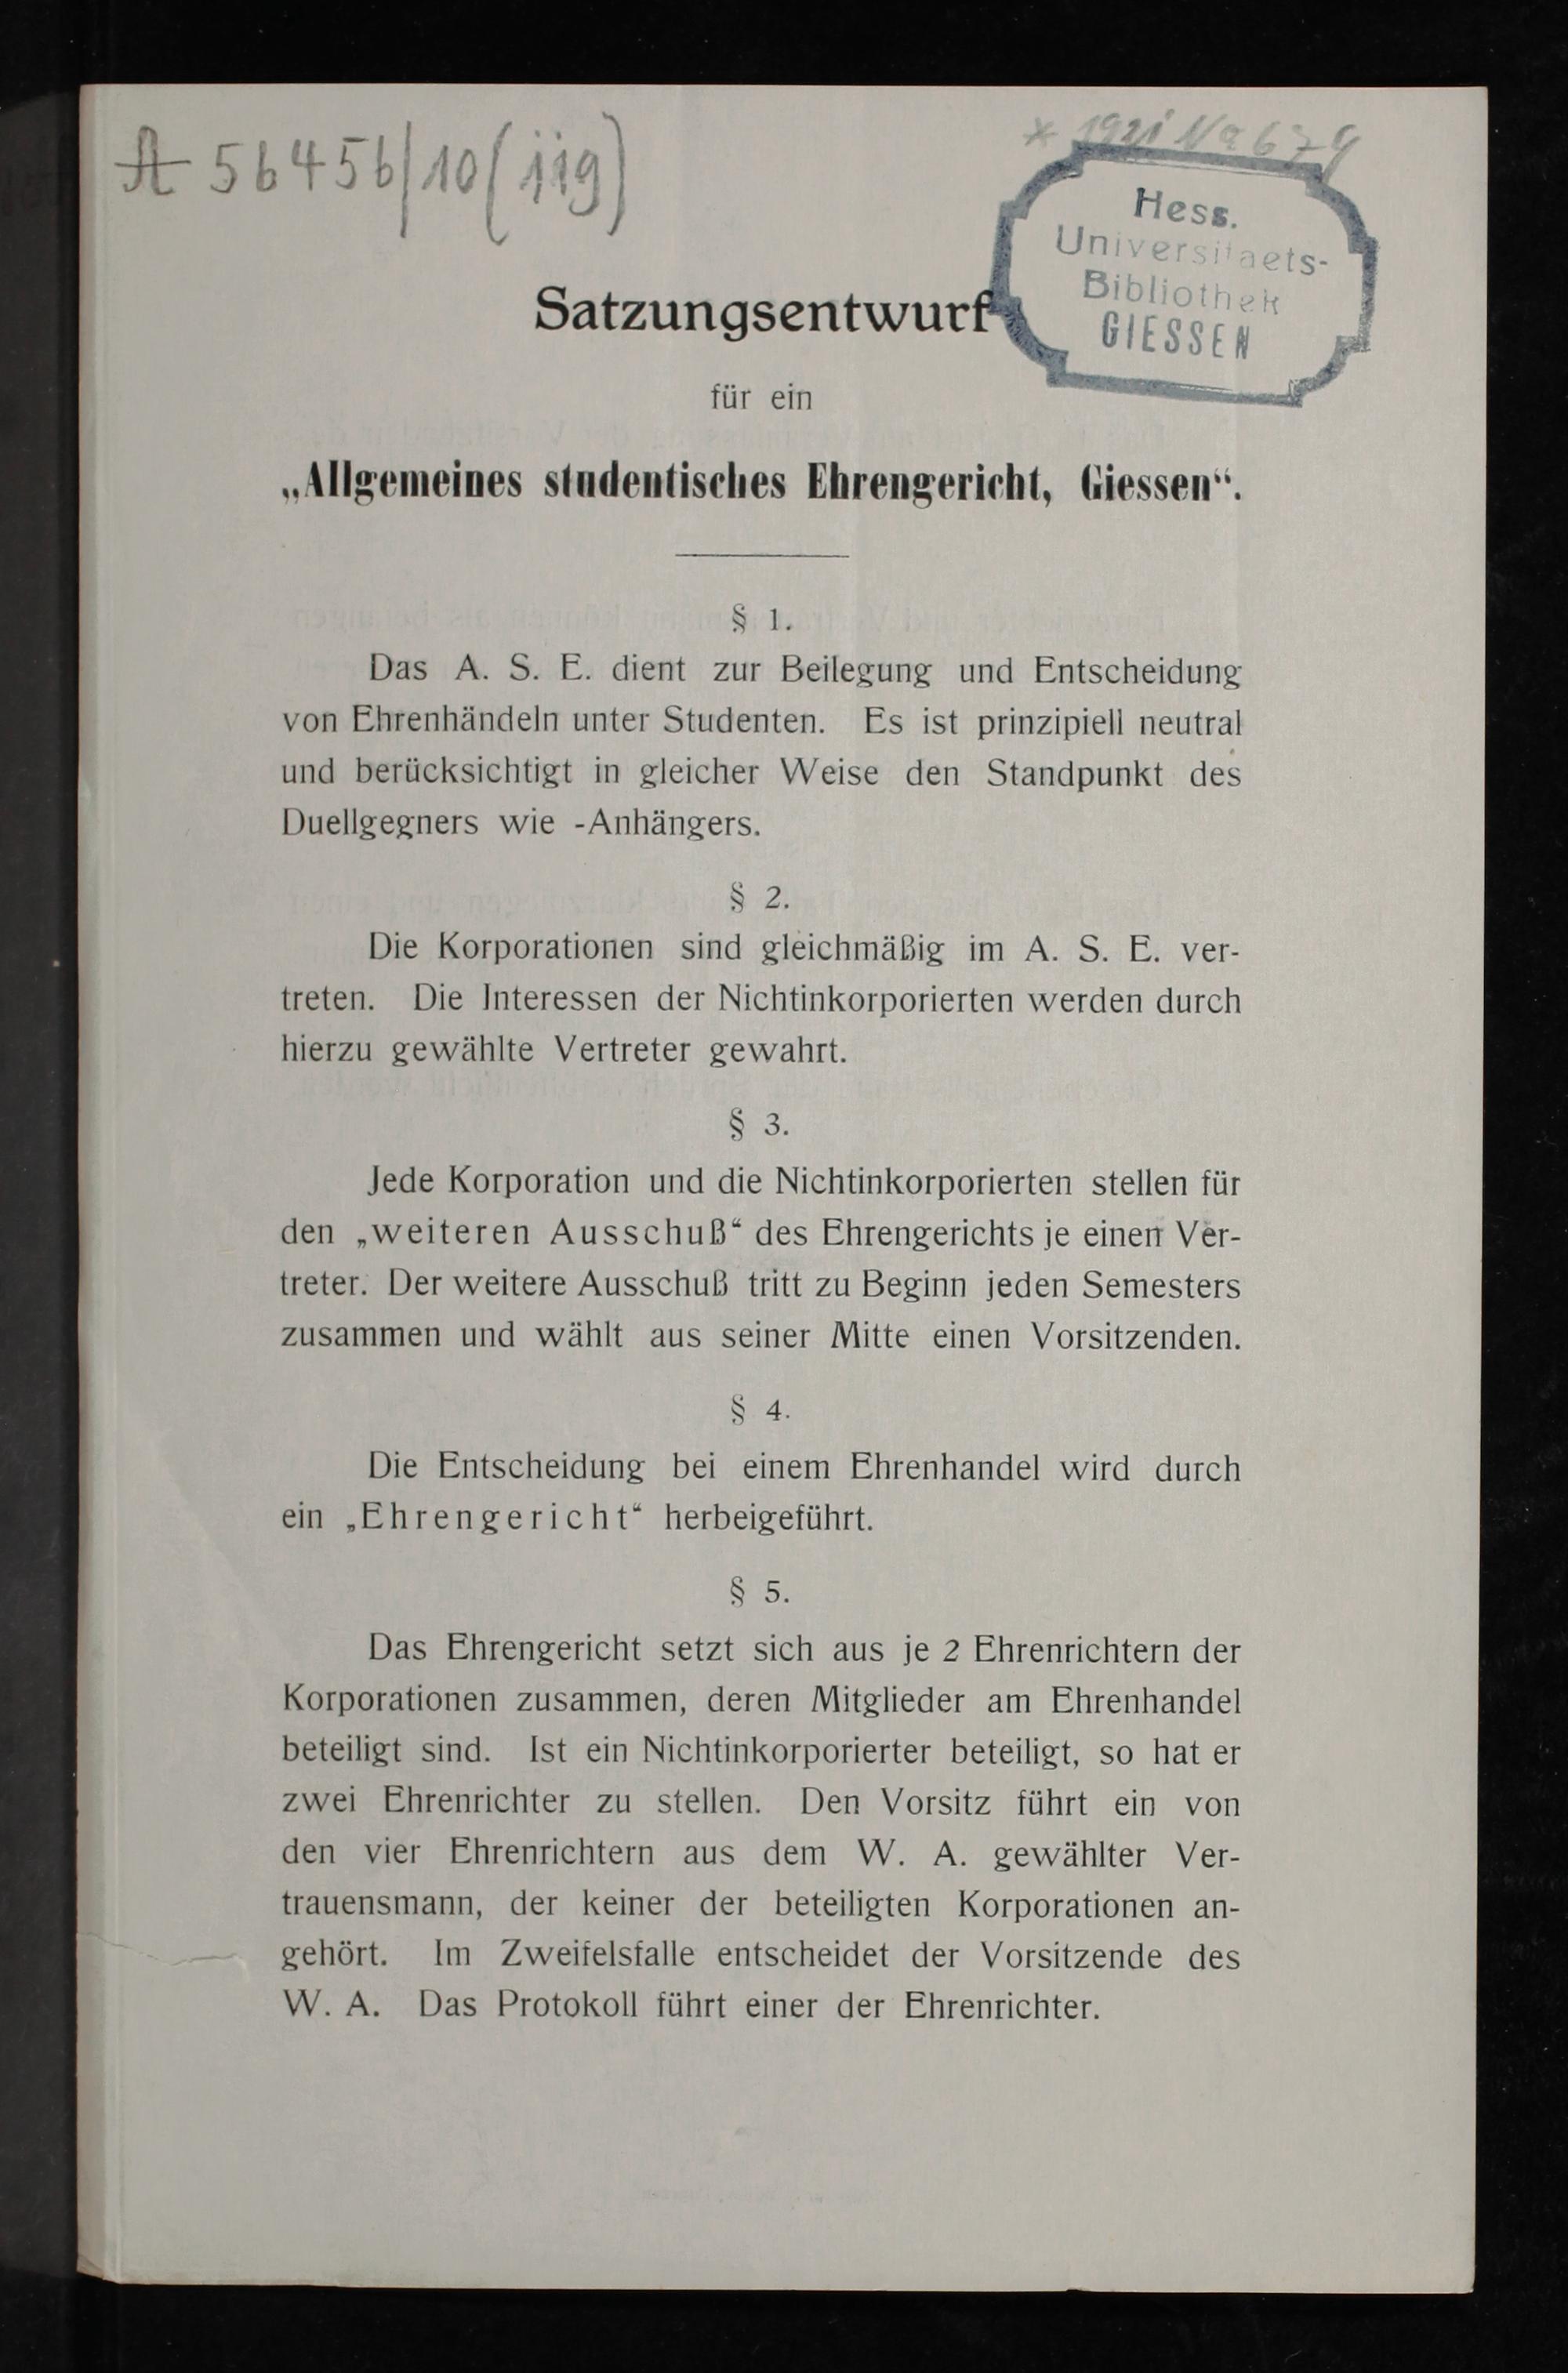 A 56456/10(119)
* 1921 No 679
Hess.
Universitaets-
Bibliothek
GIESSEN
Satzungsentwurf
für ein
„Allgemeines studentisches Ehrengericht, Giessen“.
§ 1.
Das A. S. E. dient zur Beilegung und Entscheidung
von Ehrenhändeln unter Studenten. Es ist prinzipiell neutral
und berücksichtigt in gleicher Weise den Standpunkt des
Duellgegners wie -Anhängers.
§ 2.
Die Korporationen sind gleichmäßig im A. S. E. ver-
treten. Die Interessen der Nichtinkorporierten werden durch
hierzu gewählte Vertreter gewahrt.
§ 3.
Jede Korporation und die Nichtinkorporierten stellen für
den „weiteren Ausschuß“ des Ehrengerichts je einen Ver-
treter. Der weitere Ausschuß tritt zu Beginn jeden Semesters
zusammen und wählt aus seiner Mitte einen Vorsitzenden.
§ 4.
Die Entscheidung bei einem Ehrenhandel wird durch
ein „Ehrengericht“ herbeigeführt.
§ 5.
Das Ehrengericht setzt sich aus je 2 Ehrenrichtern der
Korporationen zusammen, deren Mitglieder am Ehrenhandel
beteiligt sind. Ist ein Nichtinkorporierter beteiligt, so hat er
zwei Ehrenrichter zu stellen. Den Vorsitz führt ein von
den vier Ehrenrichtern aus dem W. A. gewählter Ver-
trauensmann, der keiner der beteiligten Korporationen an-
gehört. Im Zweifelsfalle entscheidet der Vorsitzende des
W. A. Das Protokoll führt einer der Ehrenrichter.